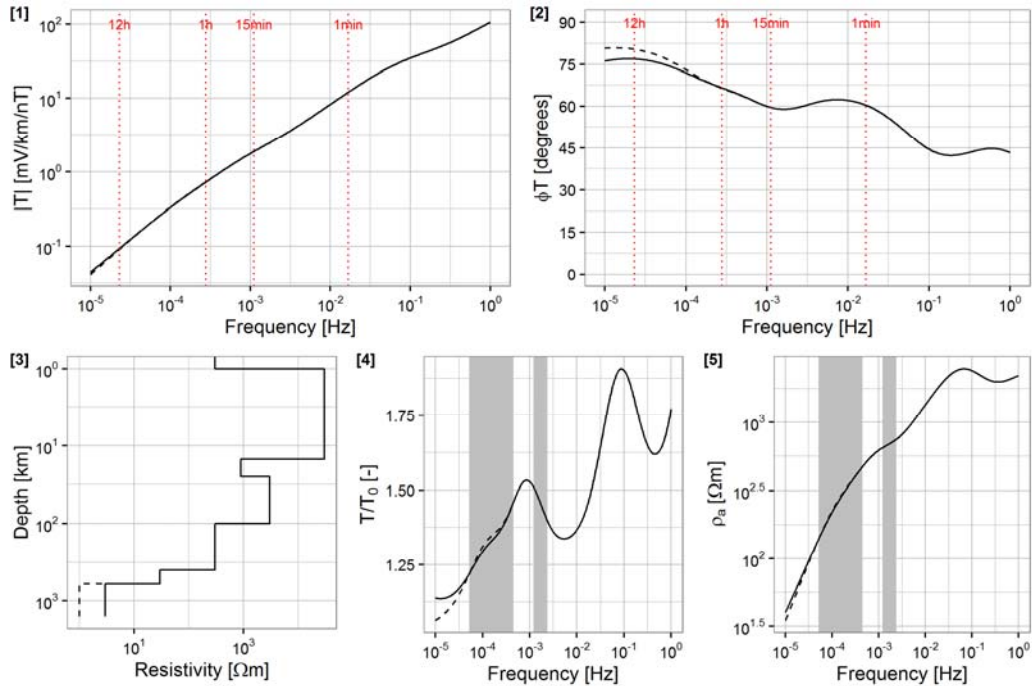 [1]
12h
1h
15min
1min
10²
10¹
10⁰
10⁻¹
|T| [mV/km/nT]
10⁻⁵
10⁻⁴
10⁻³
10⁻²
10⁻¹
10⁰
Frequency [Hz]
[2]
12h
1h
15min
1min
90
75
60
45
30
15
0
ϕT [degrees]
10⁻⁵
10⁻⁴
10⁻³
10⁻²
10⁻¹
10⁰
Frequency [Hz]
[3]
10⁰
10¹
10²
10³
Depth [km]
10¹
10³
Resistivity [Ωm]
[4]
1.75
1.50
1.25
T/T₀ [-]
10⁻⁵
10⁻⁴
10⁻³
10⁻²
10⁻¹
10⁰
Frequency [Hz]
[5]
10³
10²·⁵
10²
10¹·⁵
ρₐ [Ωm]
10⁻⁵
10⁻⁴
10⁻³
10⁻²
10⁻¹
10⁰
Frequency [Hz]